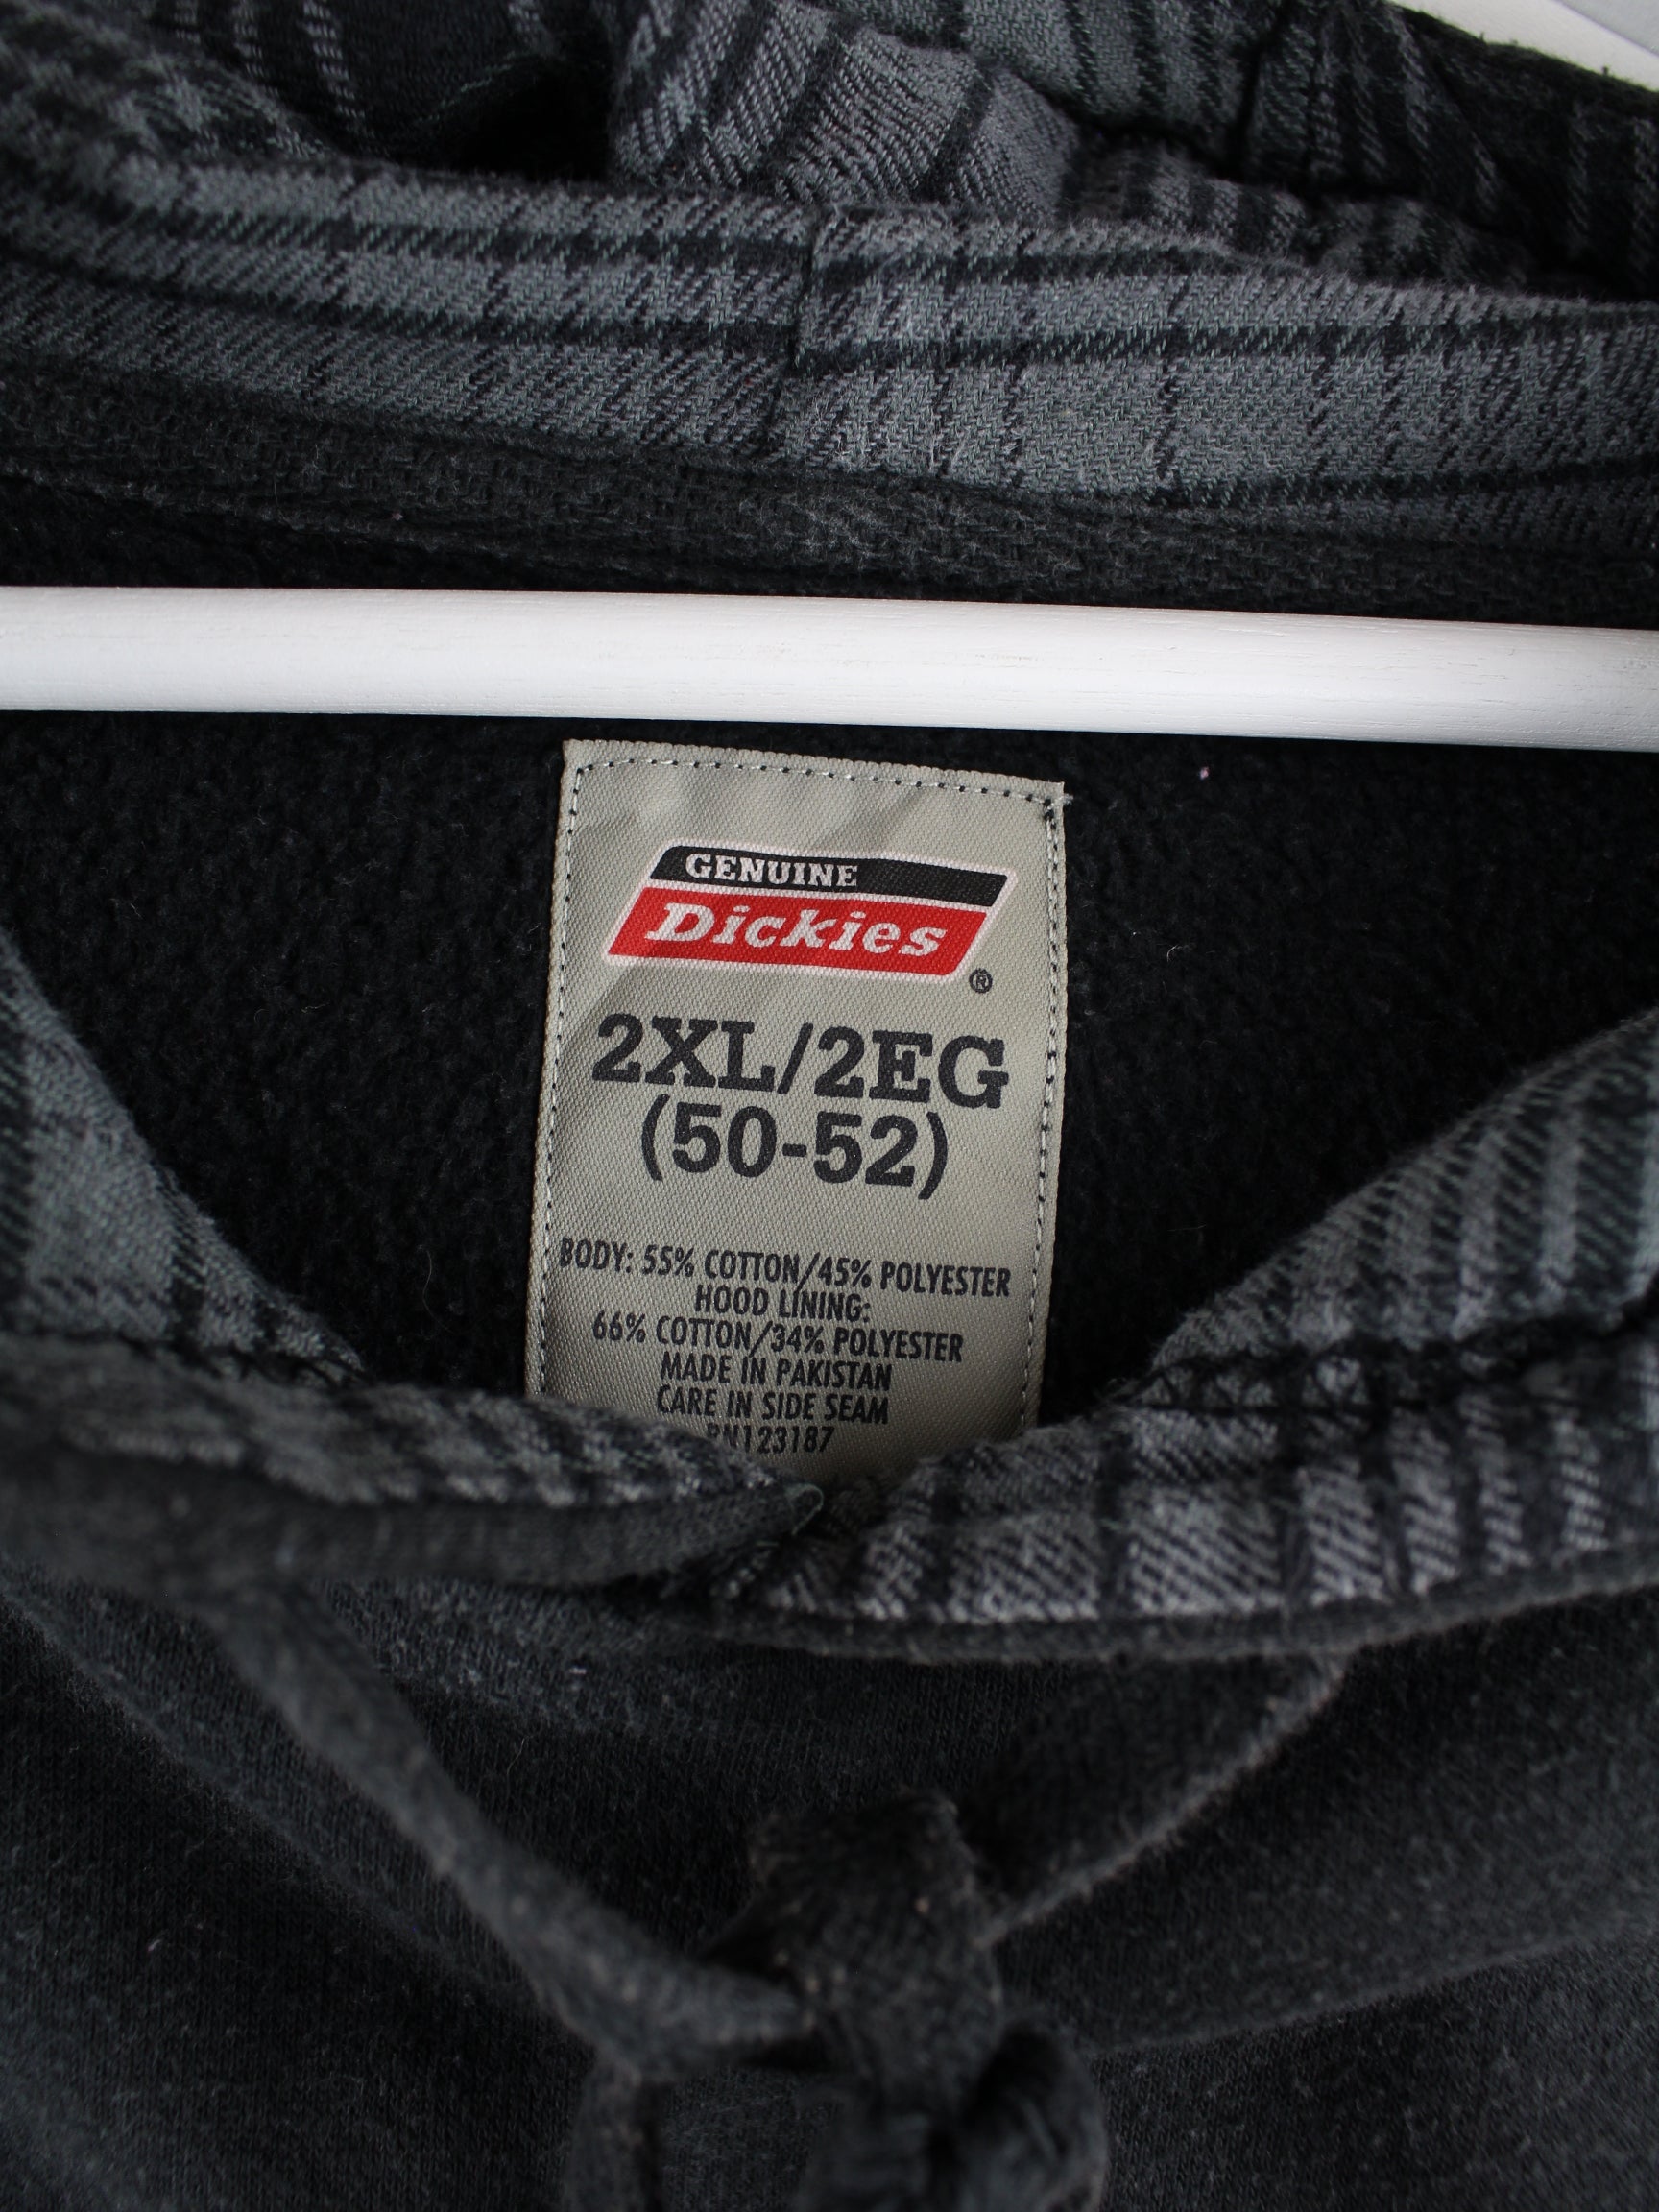 GENUINE
Dickies
®
2XL/2EG
(50-52)
BODY: 55% COTTON/45% POLYESTER
HOOD LINING:
66% COTTON/34% POLYESTER
MADE IN PAKISTAN
CARE IN SIDE SEAM
RN123187